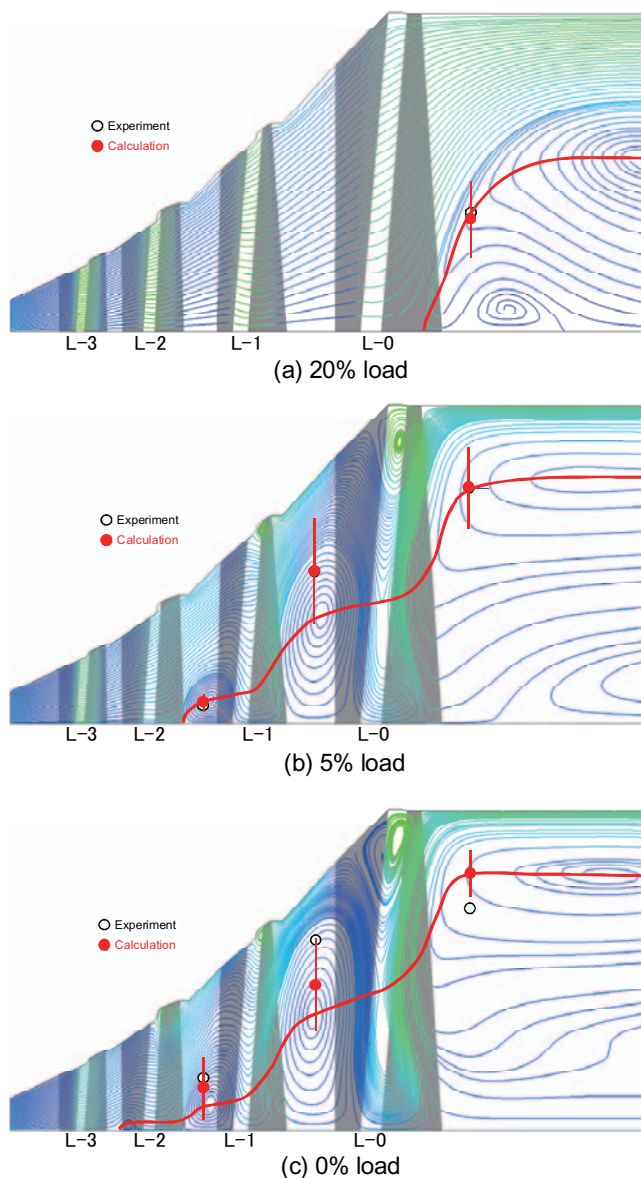 Experiment
Calculation
L-3 L-2 L-1 L-0
(a) 20% load
Experiment
Calculation
L-3 L-2 L-1 L-0
(b) 5% load
Experiment
Calculation
L-3 L-2 L-1 L-0
(c) 0% load